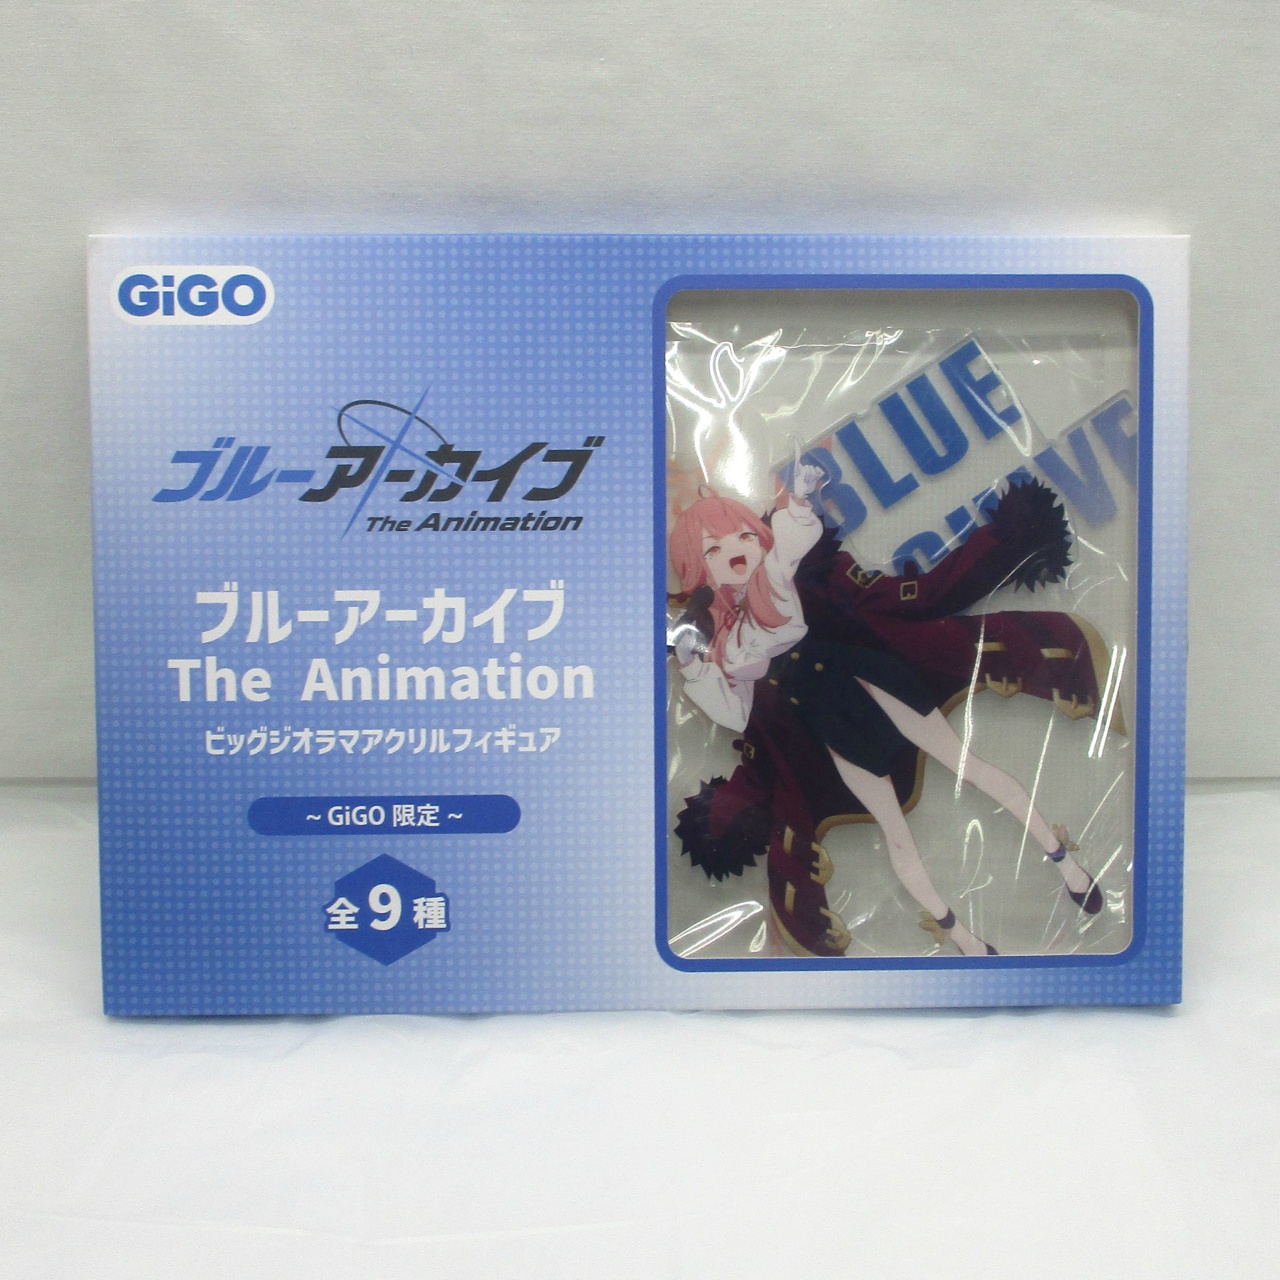 GiGO
ブルーアーカイブ
The Animation
ブルーアーカイブ
The Animation
ビッグジオラマアクリルフィギュア
~ GiGO 限定 ~
全9種
BLUE